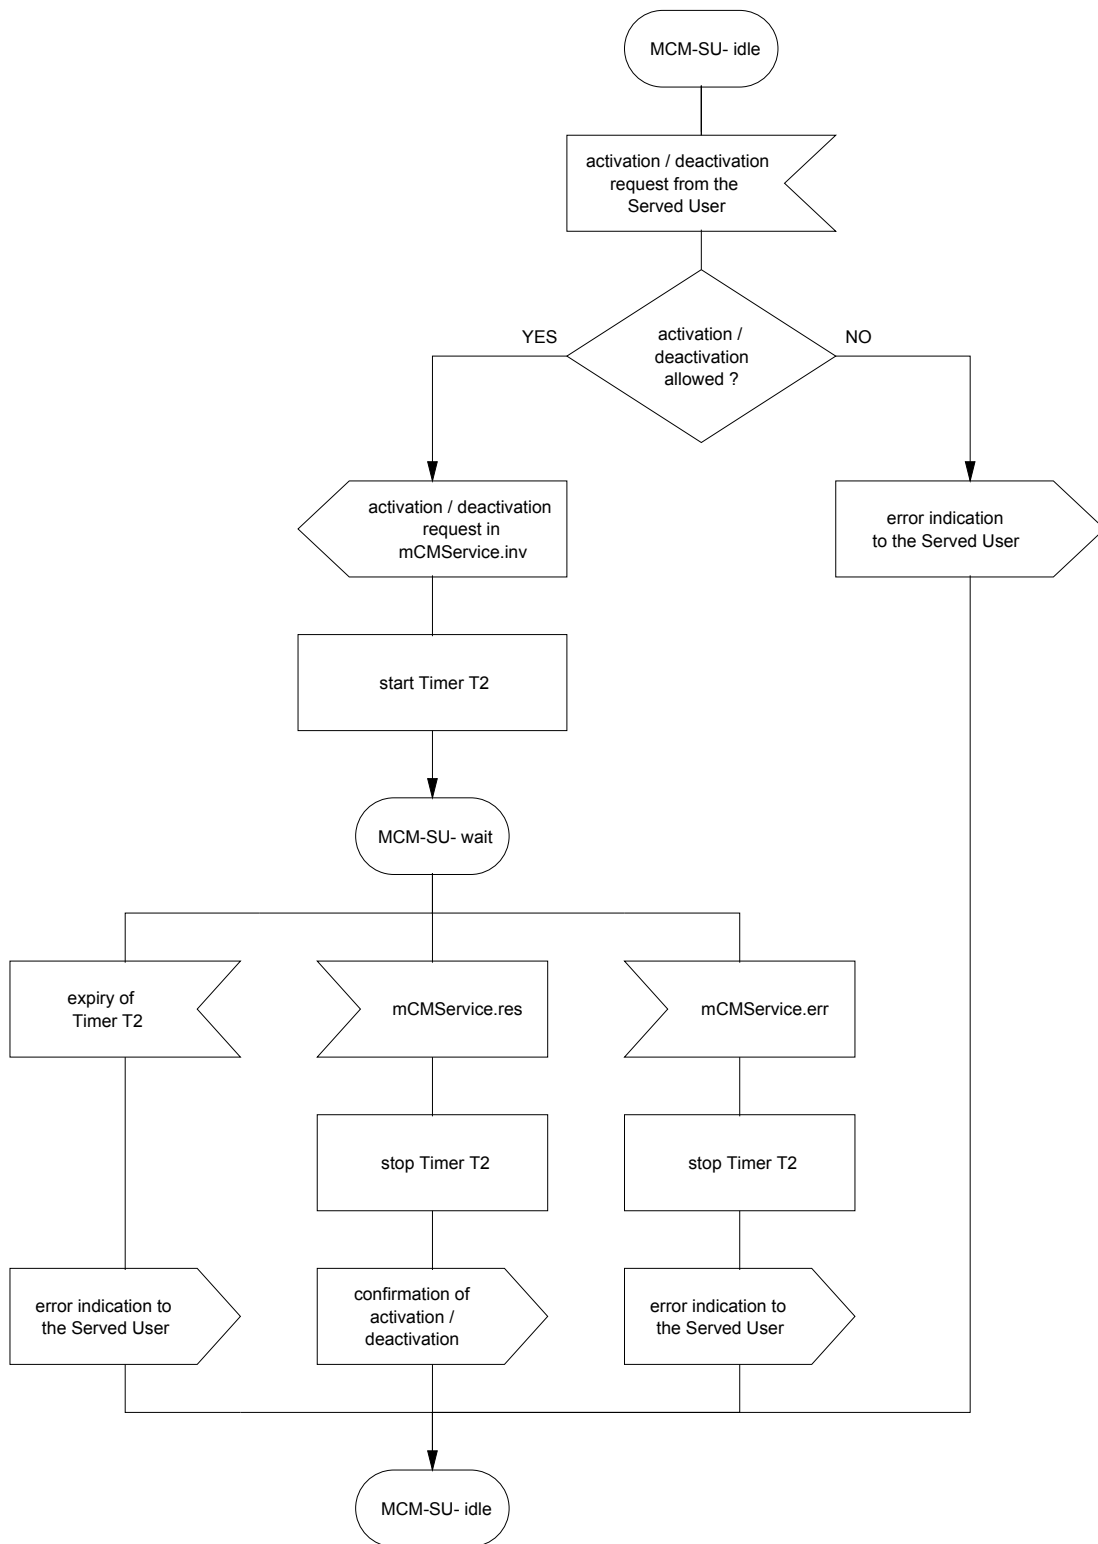 MCM-SU- idle
activation / deactivation
request from the
Served User
YES
activation /
deactivation
allowed ?
NO
activation / deactivation
request in
mCMService.inv
error indication
to the Served User
start Timer T2
MCM-SU- wait
expiry of
Timer T2
mCMService.res
mCMService.err
stop Timer T2
stop Timer T2
error indication to
the Served User
confirmation of
activation /
deactivation
error indication to
the Served User
MCM-SU- idle